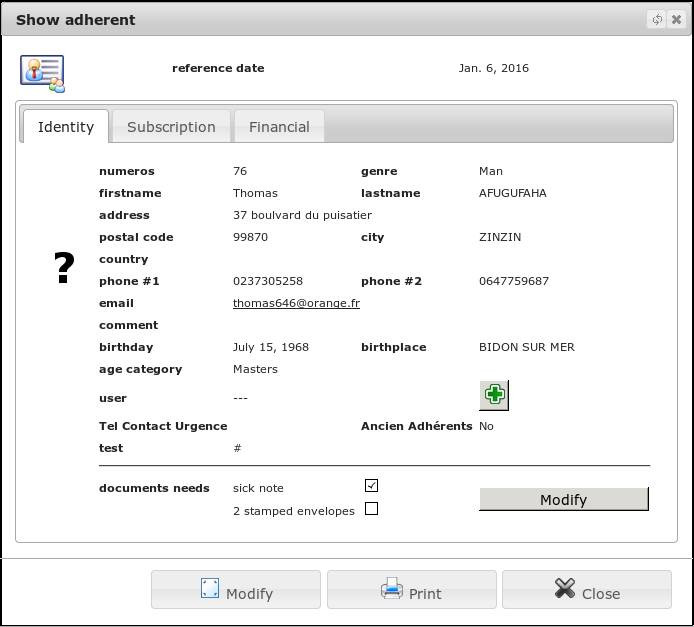 Show adherent
reference date Jan. 6, 2016
Identity Subscription Financial
numeros 76 genre Man
firstname Thomas lastname AFUGUFAHA
address 37 boulvard du puisatier
postal code 99870 city ZINZIN
country
?
phone #1 0237305258 phone #2 0647759687
email thomas646@orange.fr
comment
birthday July 15, 1968 birthplace BIDON SUR MER
age category Masters
user ---
Tel Contact Urgence Ancien Adhérents No
test #
documents needs sick note
Modify
2 stamped envelopes
Modify Print Close